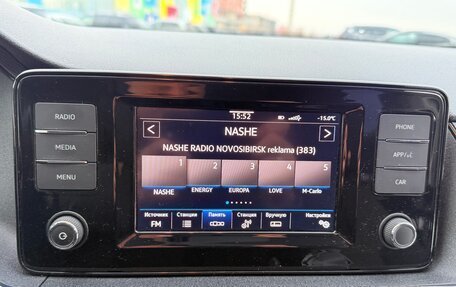 15:52 -15.0℃
NASHE
NASHE RADIO NOVOSIBIRSK reklama (383)
1 2 3 4 5
NASHE ENERGY EUROPA LOVE M-Carlo
Источник Станции Память Станция Вручную Настройки
FM
RADIO
MEDIA
MENU
PHONE
APP/
CAR